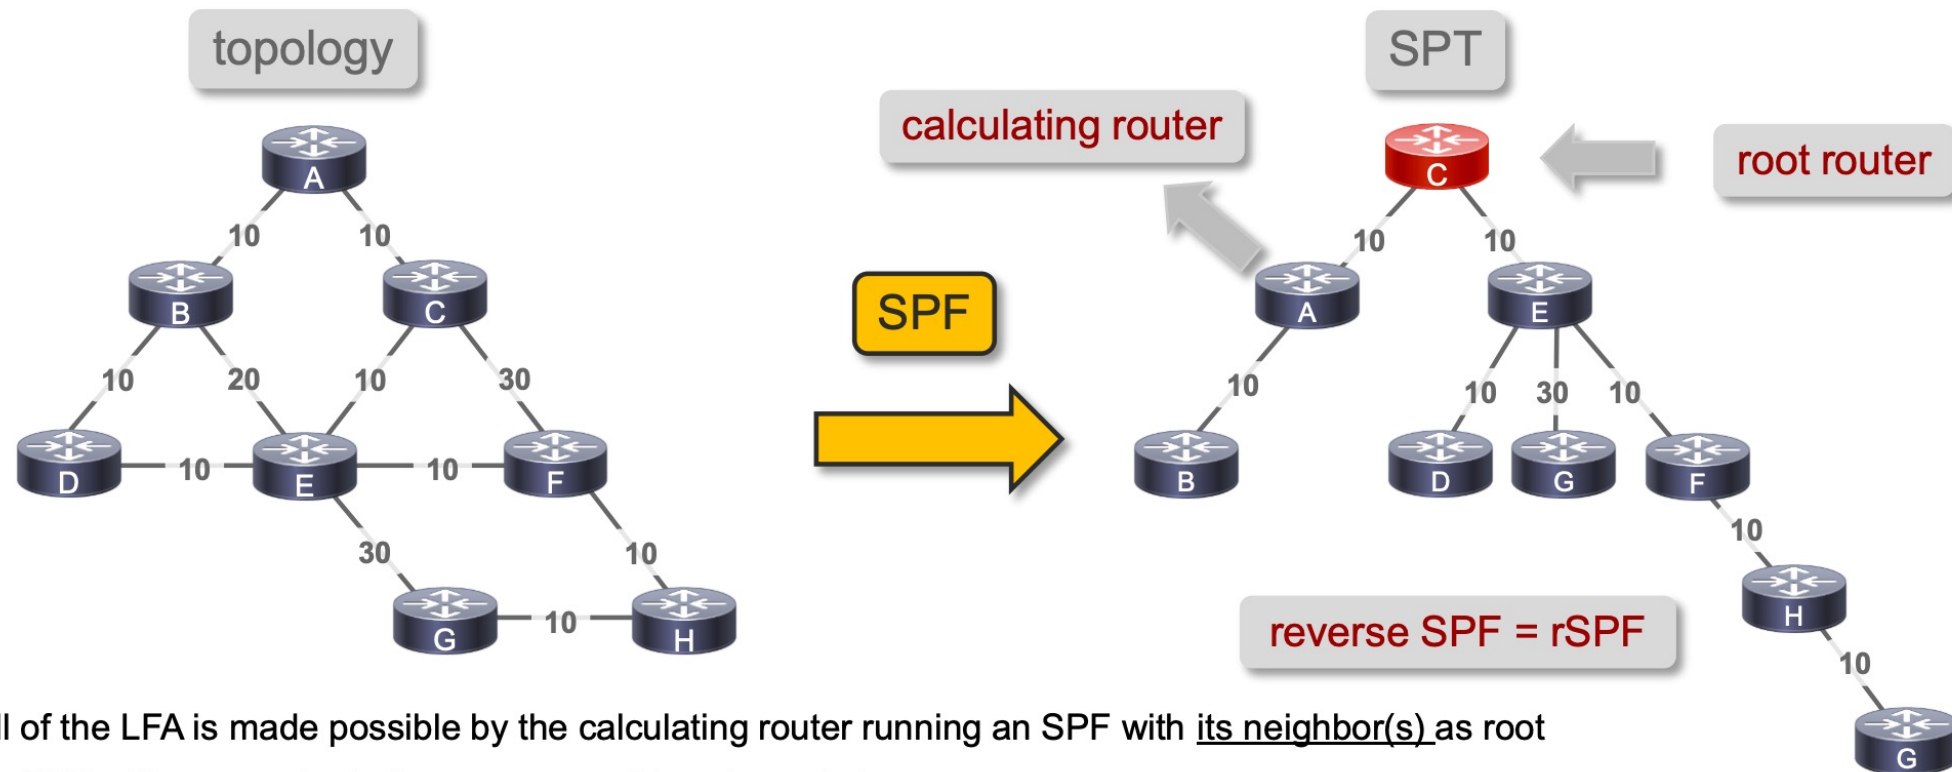 topology
SPT
calculating router
root router
A
C
10
10
10
10
B
C
SPF
A
E
10
20
10
30
10
10
30
10
D
10
E
10
F
B
D
G
F
30
10
10
G
10
H
H
reverse SPF = rSPF
10
ll of the LFA is made possible by the calculating router running an SPF with its neighbor(s) as root
G